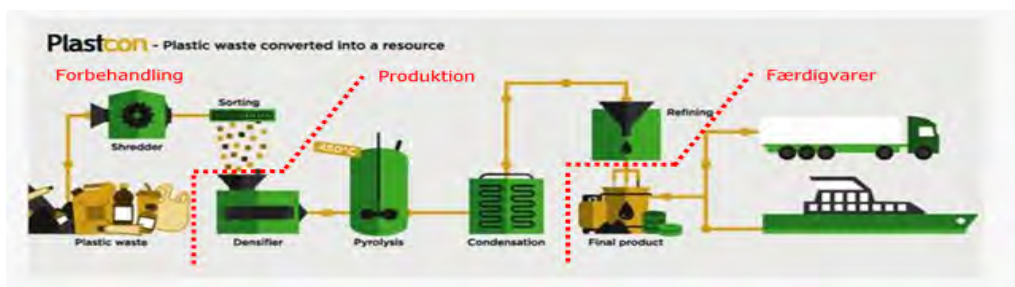 Plastcon - Plastic waste converted into a resource
Forbehandling
Produktion
Færdigvarer
Sorting
Refining
Shredder
450°C
Plastic waste
Densifier
Pyrolysis
Condensation
Final product